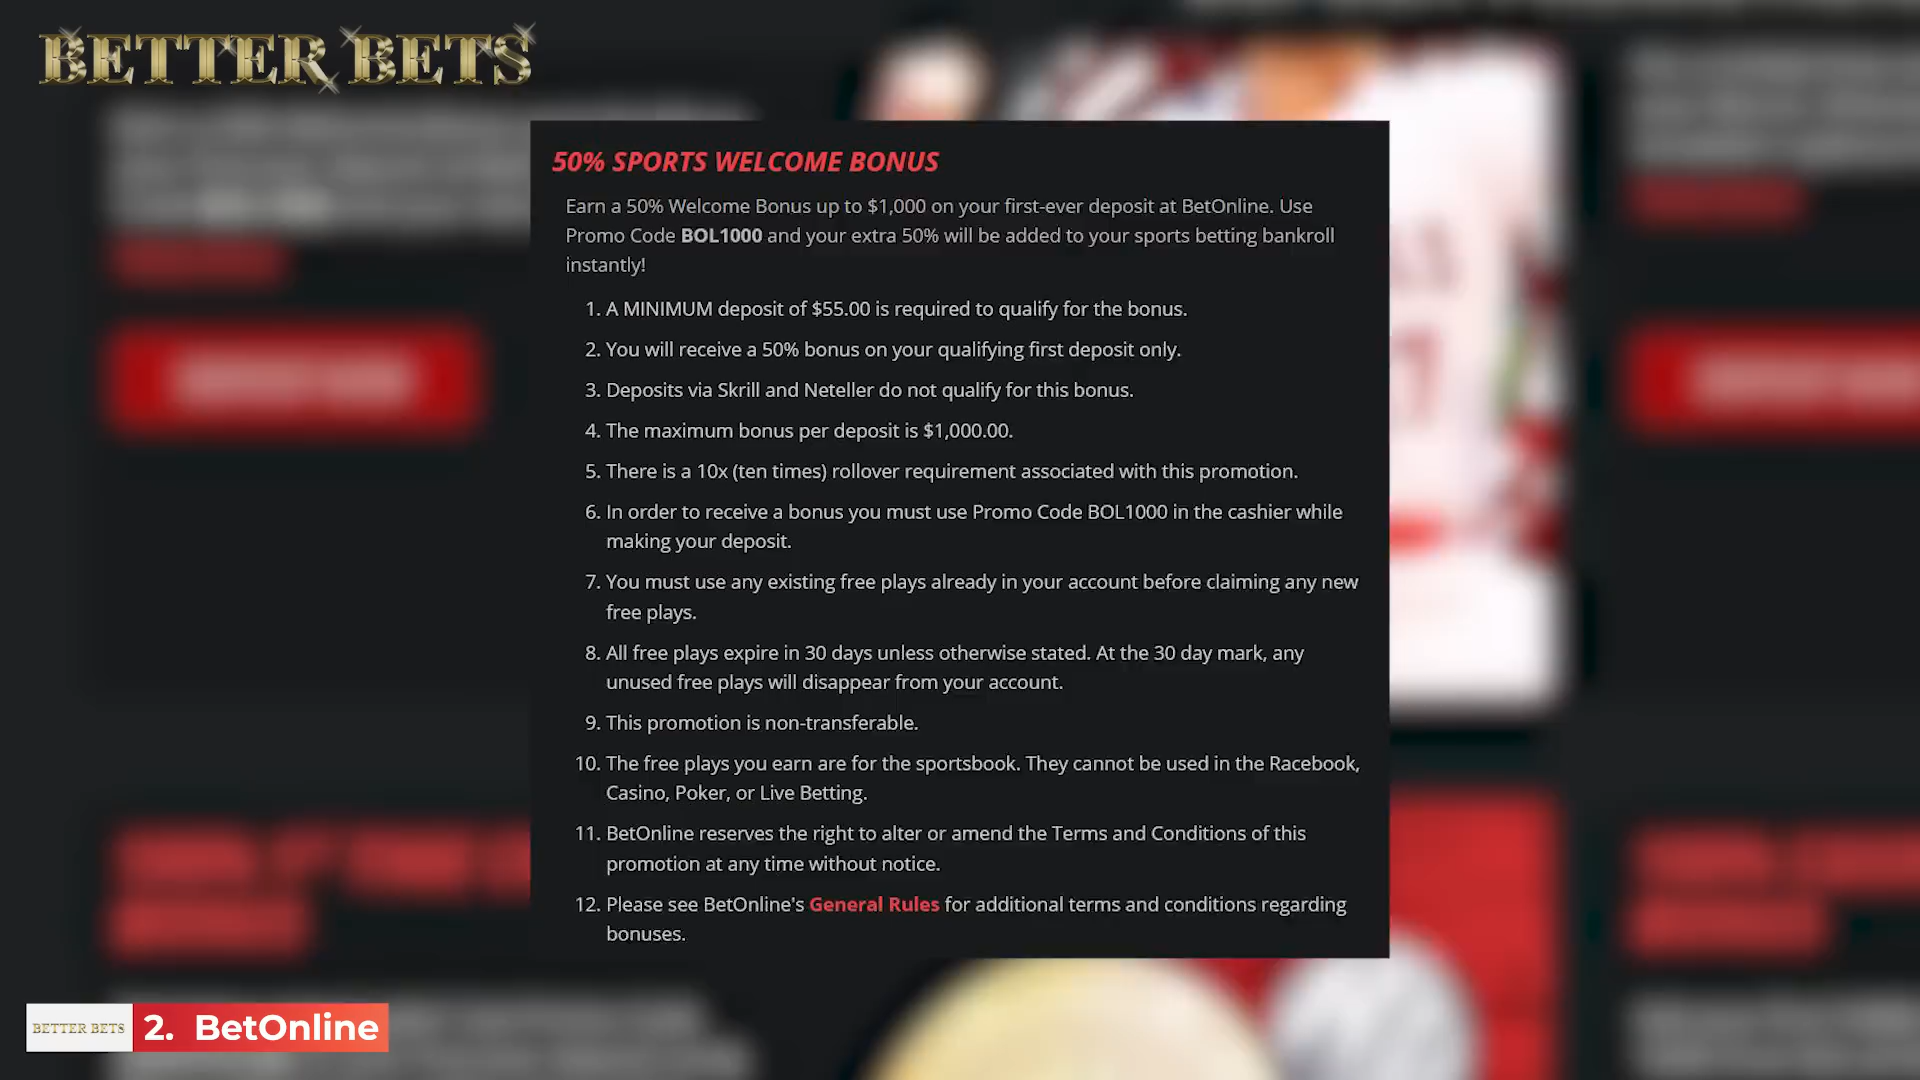 BETTER BETS
50% SPORTS WELCOME BONUS
Earn a 50% Welcome Bonus up to $1,000 on your first-ever deposit at BetOnline. Use
Promo Code BOL1000 and your extra 50% will be added to your sports betting bankroll
instantly!
1. A MINIMUM deposit of $55.00 is required to qualify for the bonus.
2. You will receive a 50% bonus on your qualifying first deposit only.
3. Deposits via Skrill and Neteller do not qualify for this bonus.
4. The maximum bonus per deposit is $1,000.00.
5. There is a 10x (ten times) rollover requirement associated with this promotion.
6. In order to receive a bonus you must use Promo Code BOL1000 in the cashier while
making your deposit.
7. You must use any existing free plays already in your account before claiming any new
free plays.
8. All free plays expire in 30 days unless otherwise stated. At the 30 day mark, any
unused free plays will disappear from your account.
9. This promotion is non-transferable.
10. The free plays you earn are for the sportsbook. They cannot be used in the Racebook,
Casino, Poker, or Live Betting.
11. BetOnline reserves the right to alter or amend the Terms and Conditions of this
promotion at any time without notice.
12. Please see BetOnline's General Rules for additional terms and conditions regarding
bonuses.
BETTER BETS 2. BetOnline